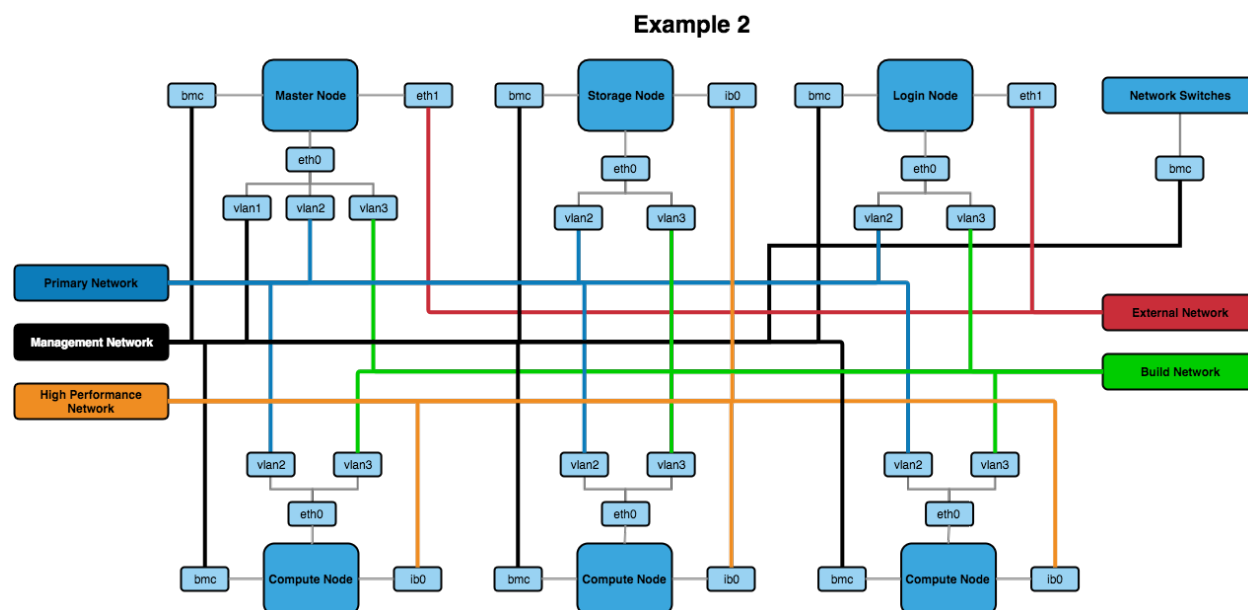 Example 2
bmc
Master Node
eth1
bmc
Storage Node
ib0
bmc
Login Node
eth1
Network Switches
eth0
eth0
eth0
bmc
vlan1
vlan2
vlan3
vlan2
vlan3
vlan2
vlan3
Primary Network
External Network
Management Network
Build Network
High Performance
Network
vlan2
vlan3
vlan2
vlan3
vlan2
vlan3
eth0
eth0
eth0
bmc
Compute Node
ib0
bmc
Compute Node
ib0
bmc
Compute Node
ib0